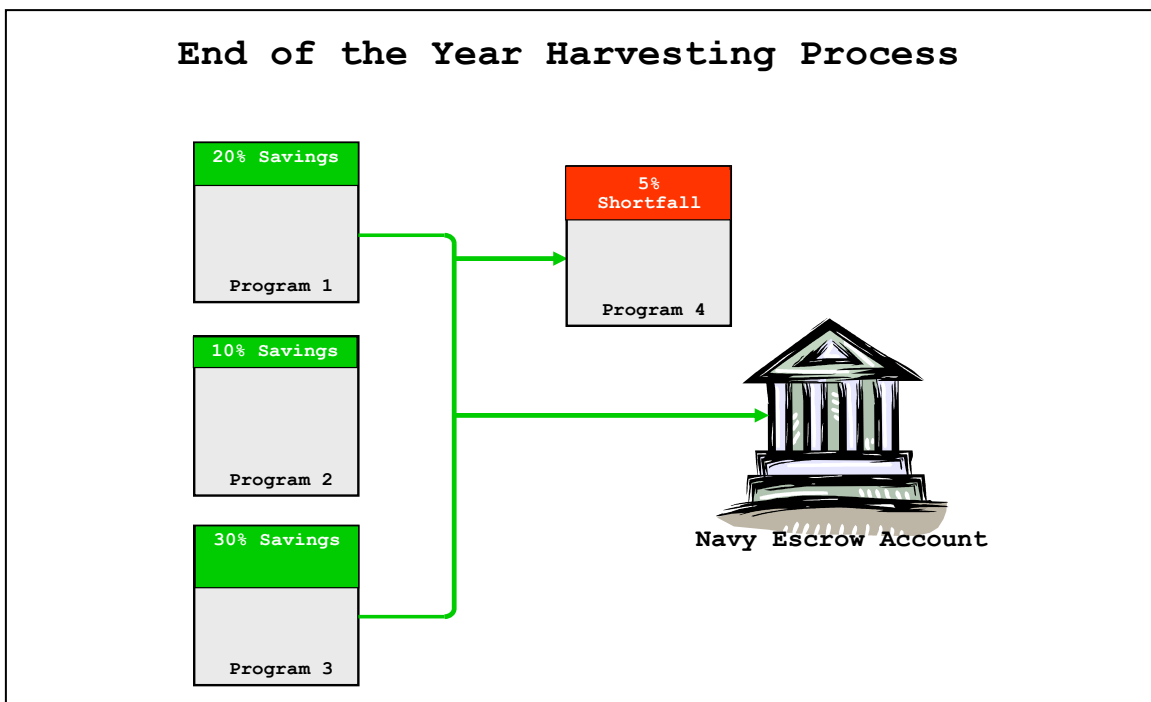 End of the Year Harvesting Process
20% Savings
Program 1
5%
Shortfall
Program 4
10% Savings
Program 2
30% Savings
Program 3
Navy Escrow Account